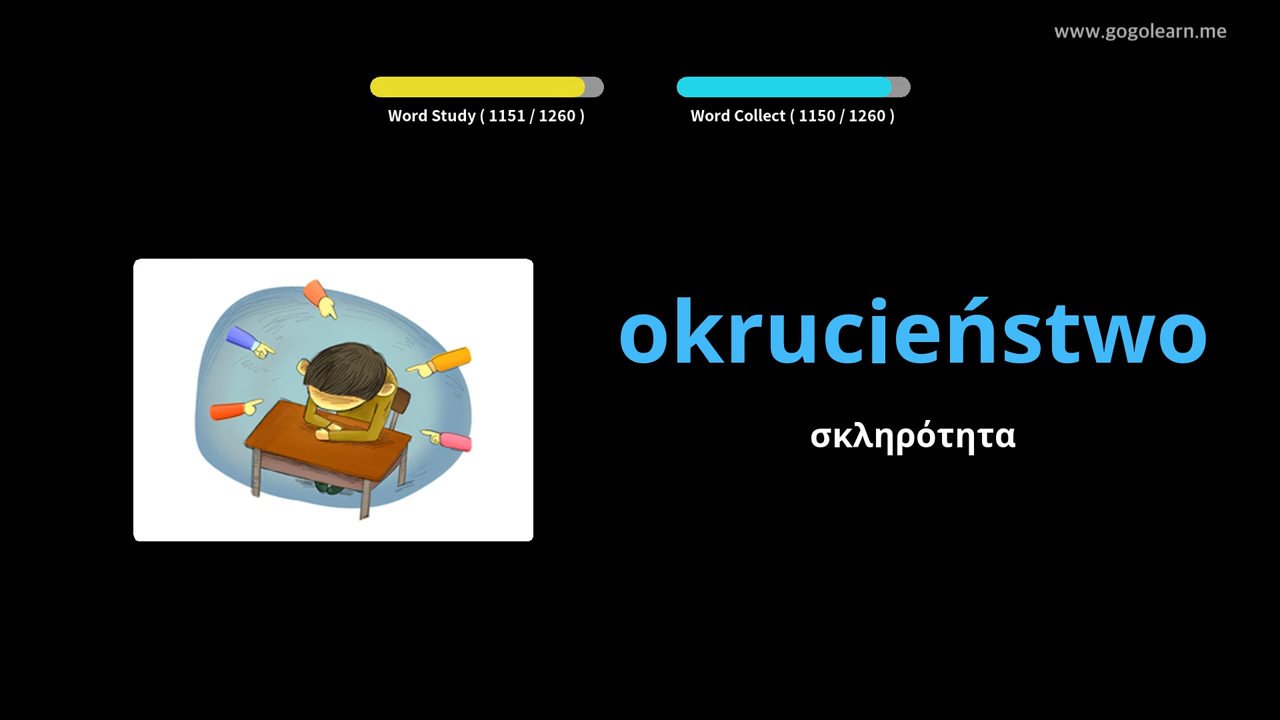 www.gogolearn.me
Word Study ( 1151 / 1260 )
Word Collect ( 1150 / 1260 )
okrucieństwo
σκληρότητα